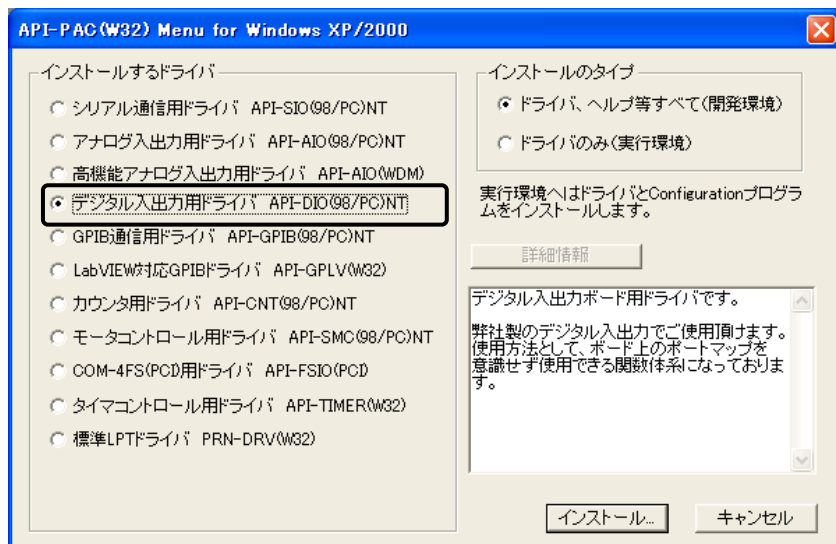 API-PAC(W32) Menu for Windows XP/2000
インストールするドライバ
シリアル通信用ドライバ API-SIO(98/PC)NT
アナログ入出力用ドライバ API-AIO(98/PC)NT
高機能アナログ入出力用ドライバ API-AIO(WDM)
デジタル入出力用ドライバ API-DIO(98/PC)NT
GPIB通信用ドライバ API-GPIB(98/PC)NT
LabVIEW対応GPIBドライバ API-GPLV(W32)
カウンタ用ドライバ API-CNT(98/PC)NT
モータコントロール用ドライバ API-SMC(98/PC)NT
COM-4FS(PCI)用ドライバ API-FSIO(PCI)
タイマコントロール用ドライバ API-TIMER(W32)
標準LPTドライバ PRN-DRV(W32)
インストールのタイプ
ドライバ、ヘルプ等すべて(開発環境)
ドライバのみ(実行環境)
実行環境へはドライバとConfigurationプログラ
ムをインストールします。
詳細情報
デジタル入出力ボード用ドライバです。
弊社製のデジタル入出力でご使用頂けます。
使用方法として、ボード上のポートマップを
意識せず使用できる関数体系になっておりま
す。
インストール...
キャンセル